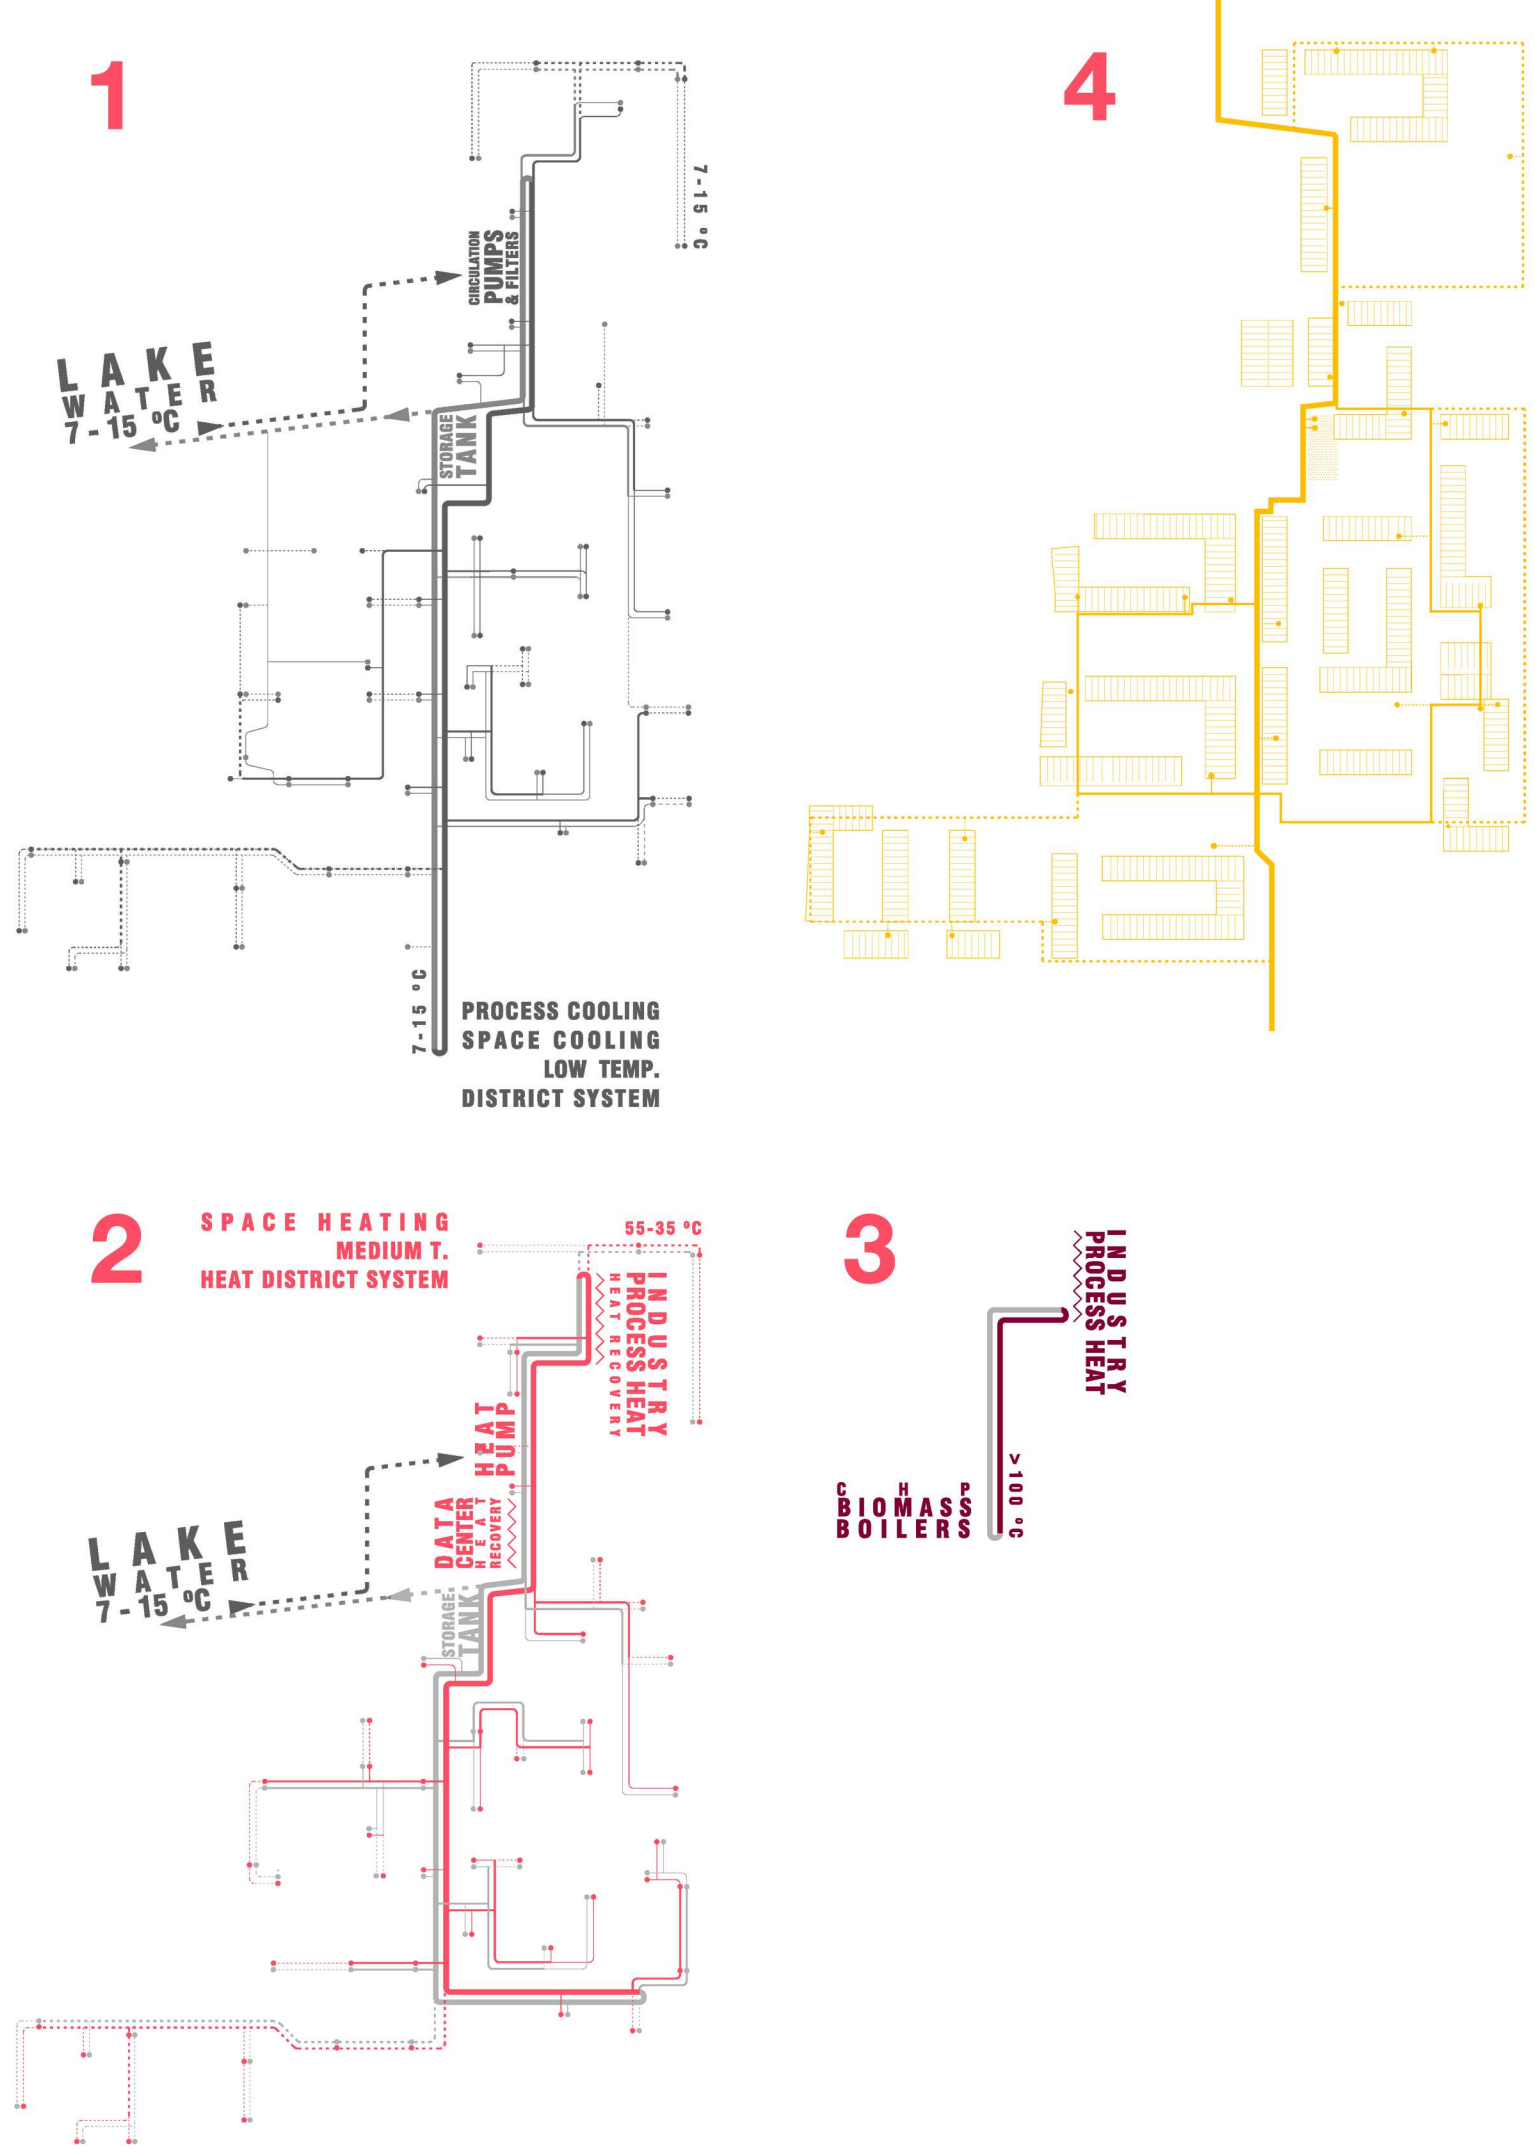 1
7-15 ºC
CIRCULATION
PUMPS
& FILTERS
LAKE
WATER
7-15 ºC
STORAGE
TANK
7-15 ºC
PROCESS COOLING
SPACE COOLING
LOW TEMP.
DISTRICT SYSTEM
4
2
SPACE HEATING
MEDIUM T.
HEAT DISTRICT SYSTEM
55-35 ºC
INDUSTRY
PROCESS HEAT
HEAT RECOVERY
HEAT
PUMP
DATA
CENTER
HEAT
RECOVERY
LAKE
WATER
7-15 ºC
STORAGE
TANK
3
INDUSTRY
PROCESS HEAT
>100 ºC
CHP
BIOMASS
BOILERS